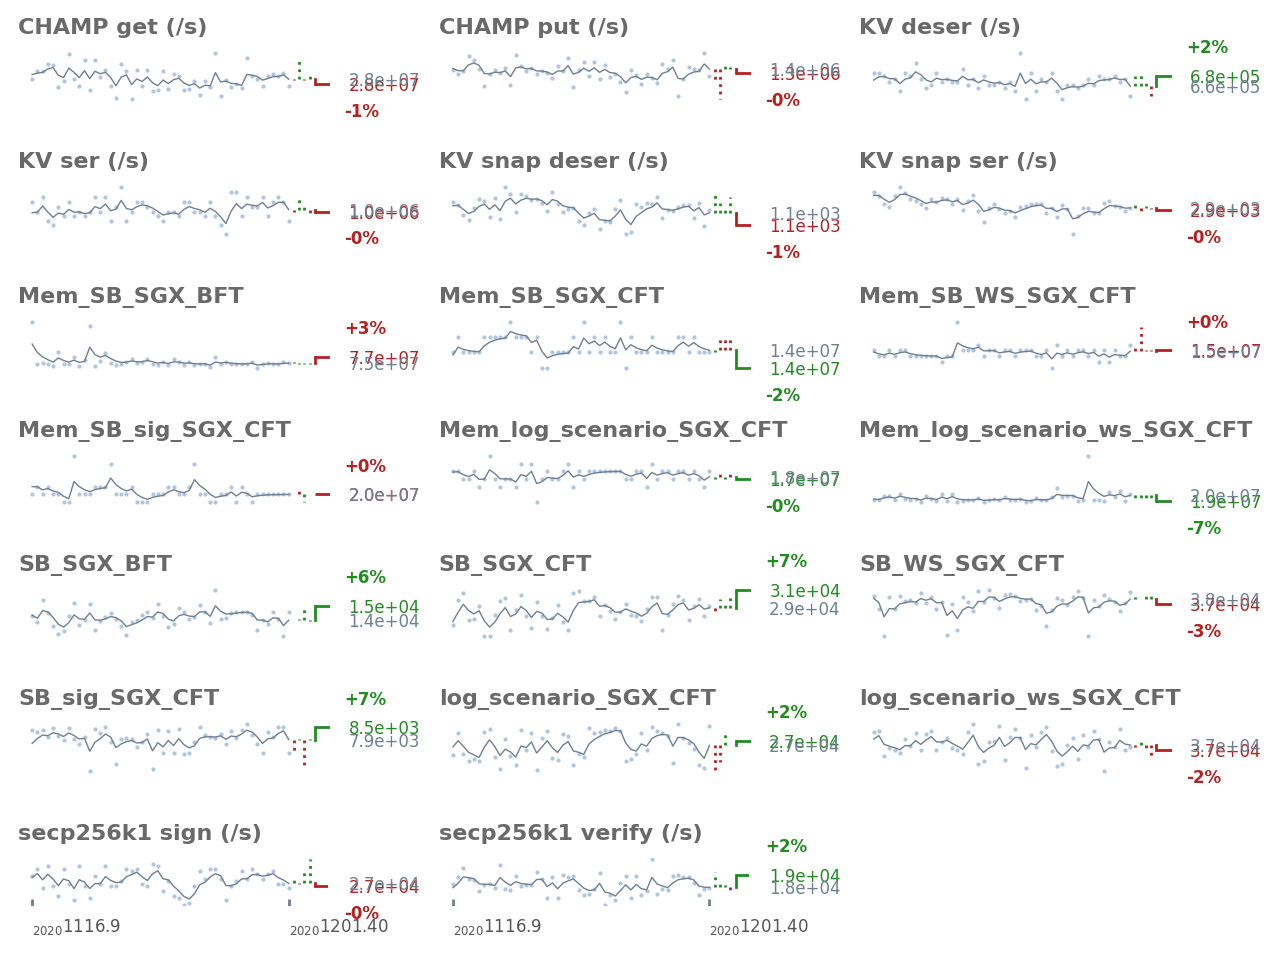 CHAMP get (/s)
2.8e+07
2.8e+07
-1%
CHAMP put (/s)
1.4e+06
1.3e+06
-0%
KV deser (/s)
+2%
6.8e+05
6.6e+05
KV ser (/s)
1.0e+06
1.0e+06
-0%
KV snap deser (/s)
1.1e+03
1.1e+03
-1%
KV snap ser (/s)
2.9e+03
2.9e+03
-0%
Mem_SB_SGX_BFT
+3%
7.7e+07
7.5e+07
Mem_SB_SGX_CFT
1.4e+07
1.4e+07
-2%
Mem_SB_WS_SGX_CFT
+0%
1.5e+07
1.5e+07
Mem_SB_sig_SGX_CFT
+0%
2.0e+07
Mem_log_scenario_SGX_CFT
1.8e+07
1.7e+07
-0%
Mem_log_scenario_ws_SGX_CFT
2.0e+07
1.9e+07
-7%
SB_SGX_BFT
+6%
1.5e+04
1.4e+04
SB_SGX_CFT
+7%
3.1e+04
2.9e+04
SB_WS_SGX_CFT
3.8e+04
3.7e+04
-3%
SB_sig_SGX_CFT
+7%
8.5e+03
7.9e+03
log_scenario_SGX_CFT
+2%
2.7e+04
2.7e+04
log_scenario_ws_SGX_CFT
3.7e+04
3.7e+04
-2%
secp256k1 sign (/s)
2.7e+04
2.7e+04
-0%
2020 1116.9
2020 1201.40
secp256k1 verify (/s)
+2%
1.9e+04
1.8e+04
2020 1116.9
2020 1201.40